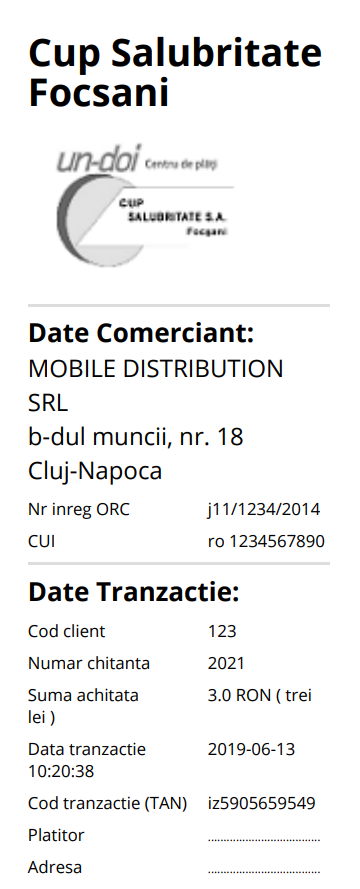 Cup Salubritate
Focsani
un-doi Centru de plăți
CUP
SALUBRITATE S.A.
Focșani
Date Comerciant:
MOBILE DISTRIBUTION
SRL
b-dul muncii, nr. 18
Cluj-Napoca
Nr inreg ORC j11/1234/2014
CUI ro 1234567890
Date Tranzactie:
Cod client 123
Numar chitanta 2021
Suma achitata 3.0 RON ( trei
lei )
Data tranzactie 2019-06-13
10:20:38
Cod tranzactie (TAN) iz5905659549
Platitor ....................................
Adresa ....................................